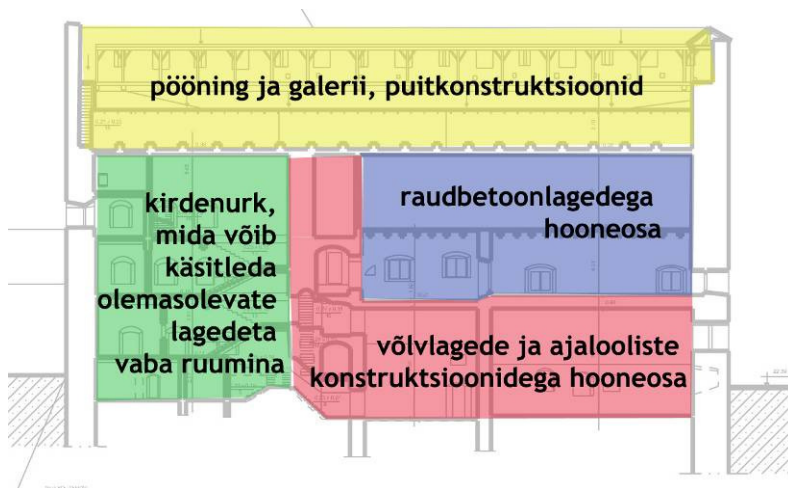 pööning ja galerii, puitkonstruktsioonid
kirdenurk,
mida võib
käsitleda
olemasolevate
lagedeta
vaba ruumina
raudbetoonlagedega
hooneosa
võlvlagede ja ajalooliste
konstruktsioonidega hooneosa